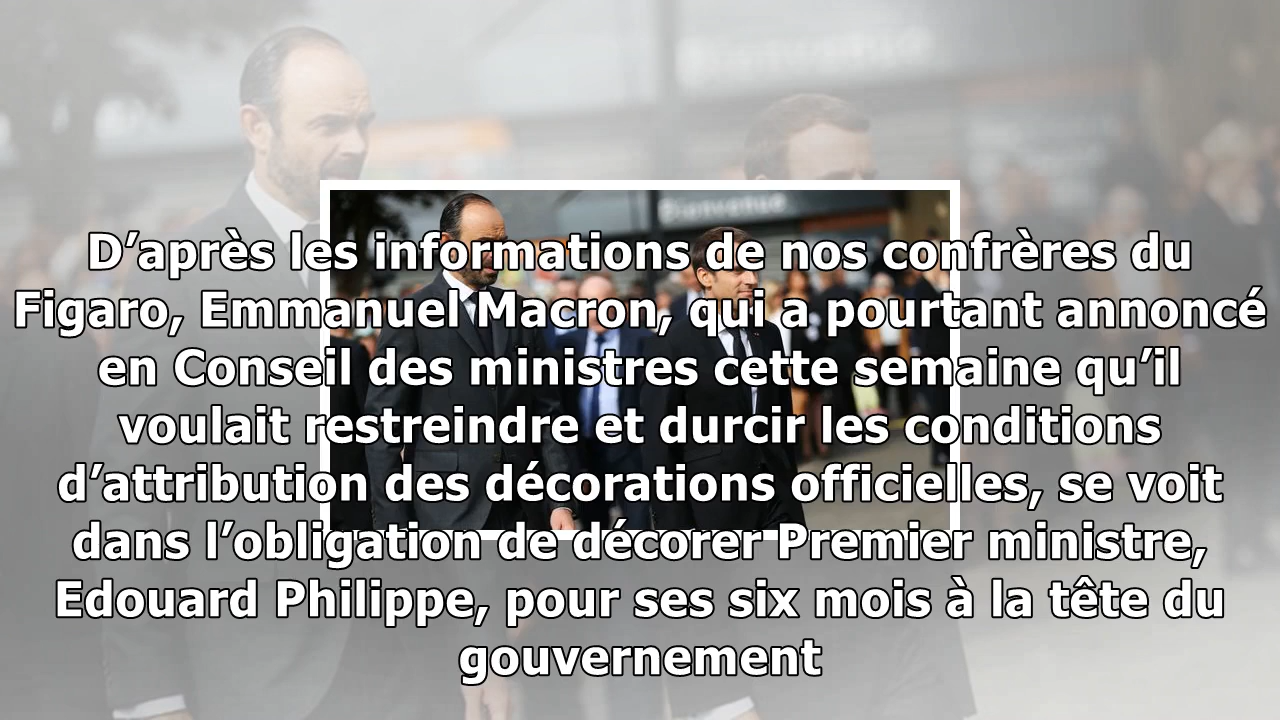 Bienvenue
D’après les informations de nos confrères du
Figaro, Emmanuel Macron, qui a pourtant annoncé
en Conseil des ministres cette semaine qu’il
voulait restreindre et durcir les conditions
d’attribution des décorations officielles, se voit
dans l’obligation de décorer Premier ministre,
Edouard Philippe, pour ses six mois à la tête du
gouvernement